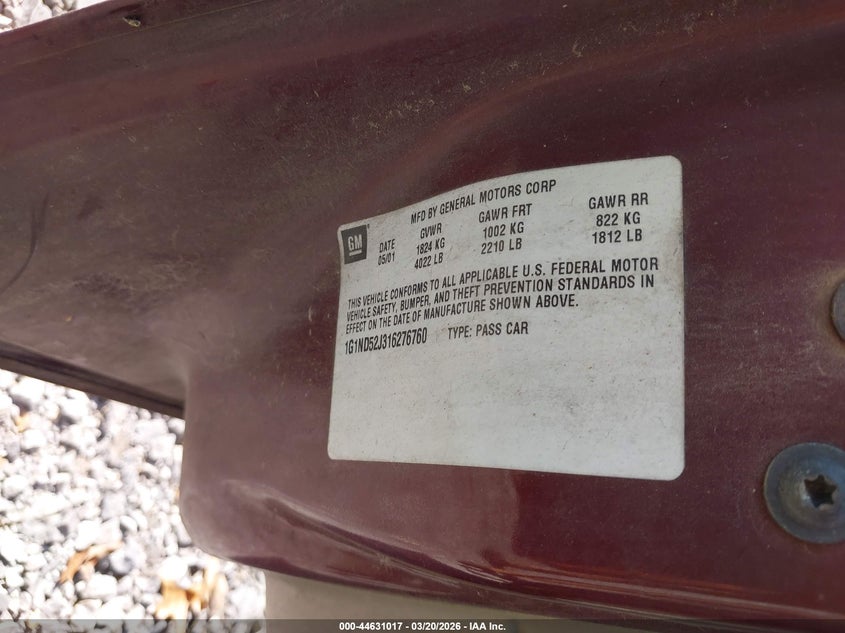 GM
MFD BY GENERAL MOTORS CORP
DATE GVWR GAWR FRT GAWR RR
05/01 1824 KG 1002 KG 822 KG
4022 LB 2210 LB 1812 LB
THIS VEHICLE CONFORMS TO ALL APPLICABLE U.S. FEDERAL MOTOR
VEHICLE SAFETY, BUMPER, AND THEFT PREVENTION STANDARDS IN
EFFECT ON THE DATE OF MANUFACTURE SHOWN ABOVE.
1G1ND52J316276760 TYPE: PASS CAR
000-44631017 - 03/20/2026 - IAA Inc.